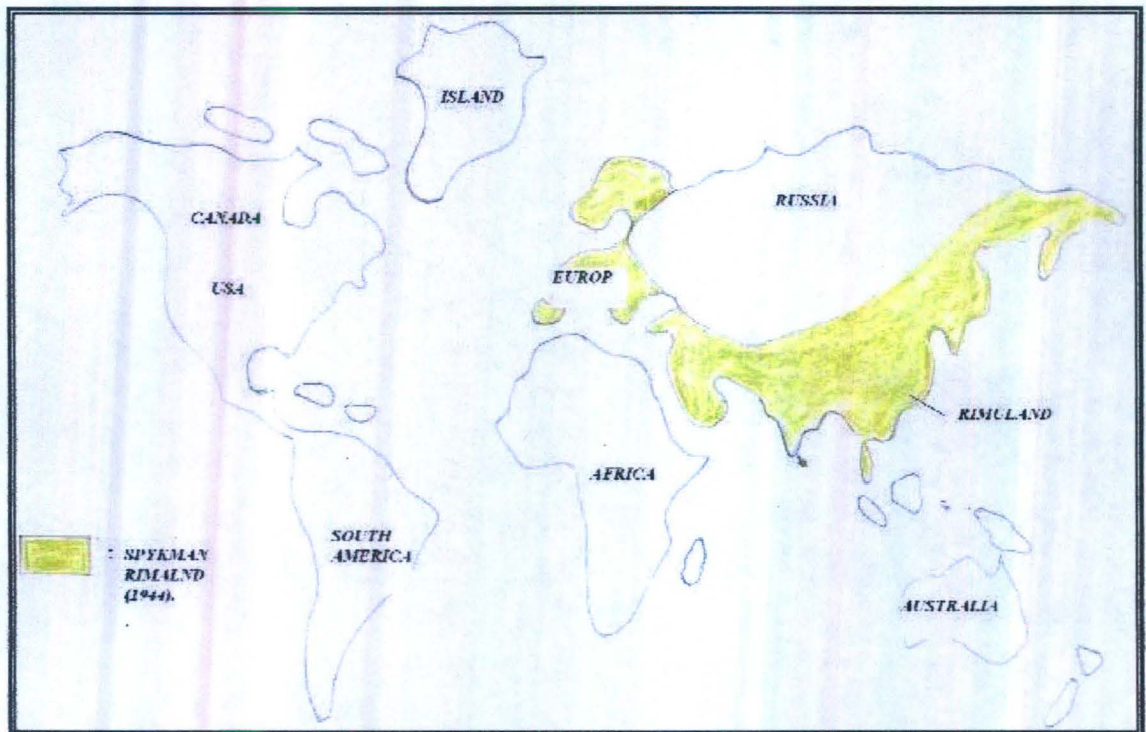 ISLAND
CANADA
RUSSIA
USA
EUROP
RIMULAND
AFRICA
SOUTH
AMERICA
: SPYKMAN
RIMALND
(1944).
AUSTRALIA